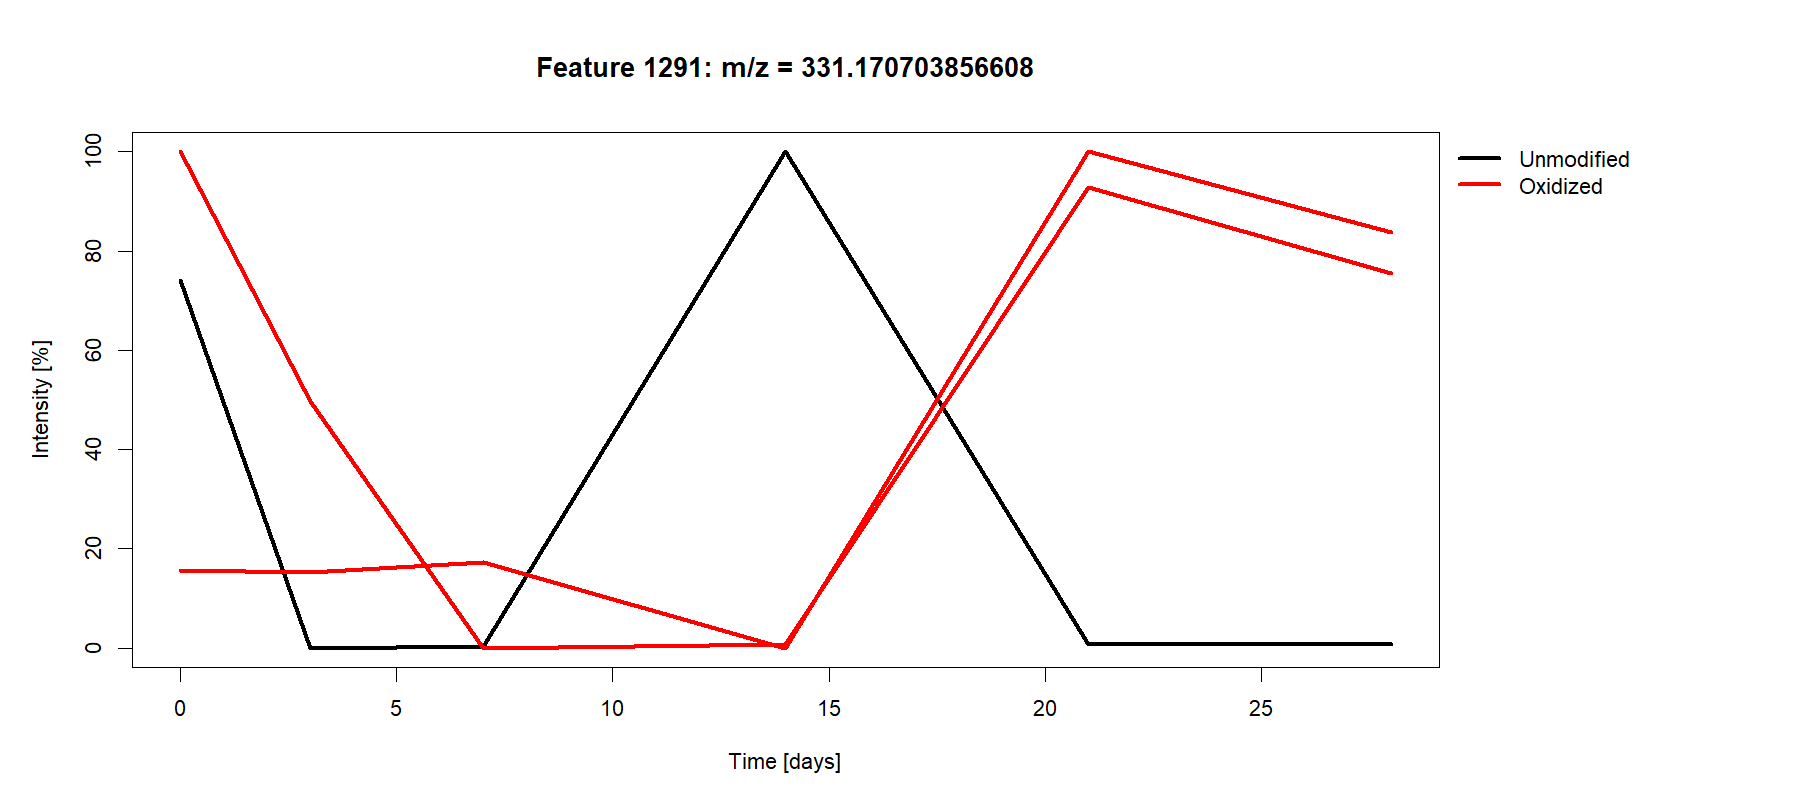 Feature 1291: m/z = 331.170703856608
Unmodified
Oxidized
Intensity [%]
100
80
60
40
20
0
0 5 10 15 20 25
Time [days]